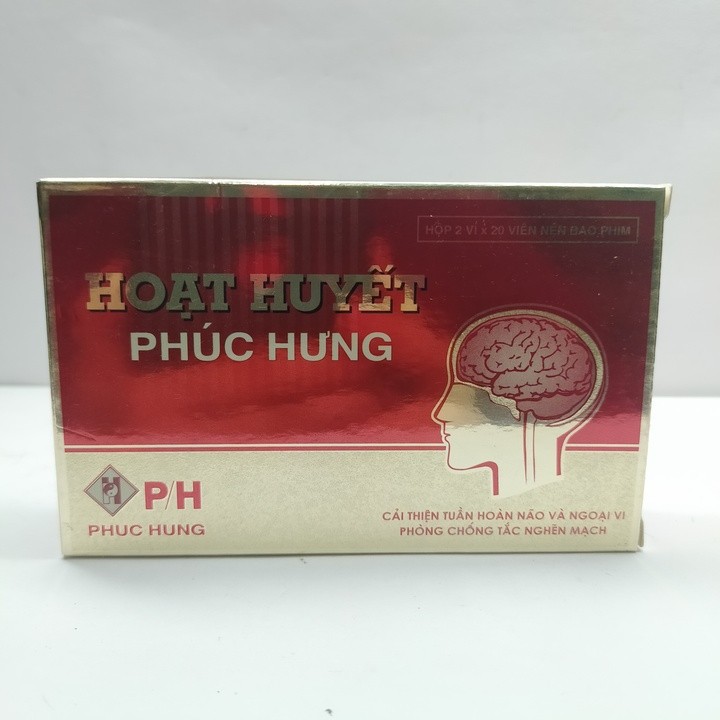 HỘP 2 VỈ x 20 VIÊN NÉN BAO PHIM
HOẠT HUYẾT
PHÚC HƯNG
P/H
PHUC HUNG
CẢI THIỆN TUẦN HOÀN NÃO VÀ NGOẠI VI
PHÒNG CHỐNG TẮC NGHẼN MẠCH